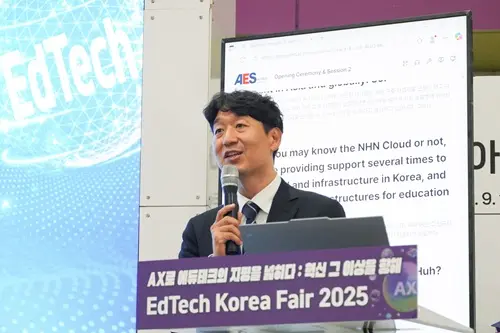 EdTech
AES
Opening Ceremony & Session 2
in Asia and globally. So.
you may know the NHN Cloud or not,
providing support several times to
and infrastructure in Korea, and
structures for education
Huh?
9.
AX로 에듀테크의 지평을 넓히다 : 혁신 그 이상을 향해
EdTech Korea Fair 2025
AX